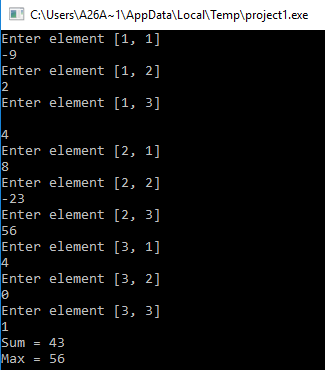 C:\Users\A26A~1\AppData\Local\Temp\project1.exe
Enter element [1, 1]
-9
Enter element [1, 2]
2
Enter element [1, 3]
4
Enter element [2, 1]
8
Enter element [2, 2]
-23
Enter element [2, 3]
56
Enter element [3, 1]
4
Enter element [3, 2]
0
Enter element [3, 3]
1
Sum = 43
Max = 56